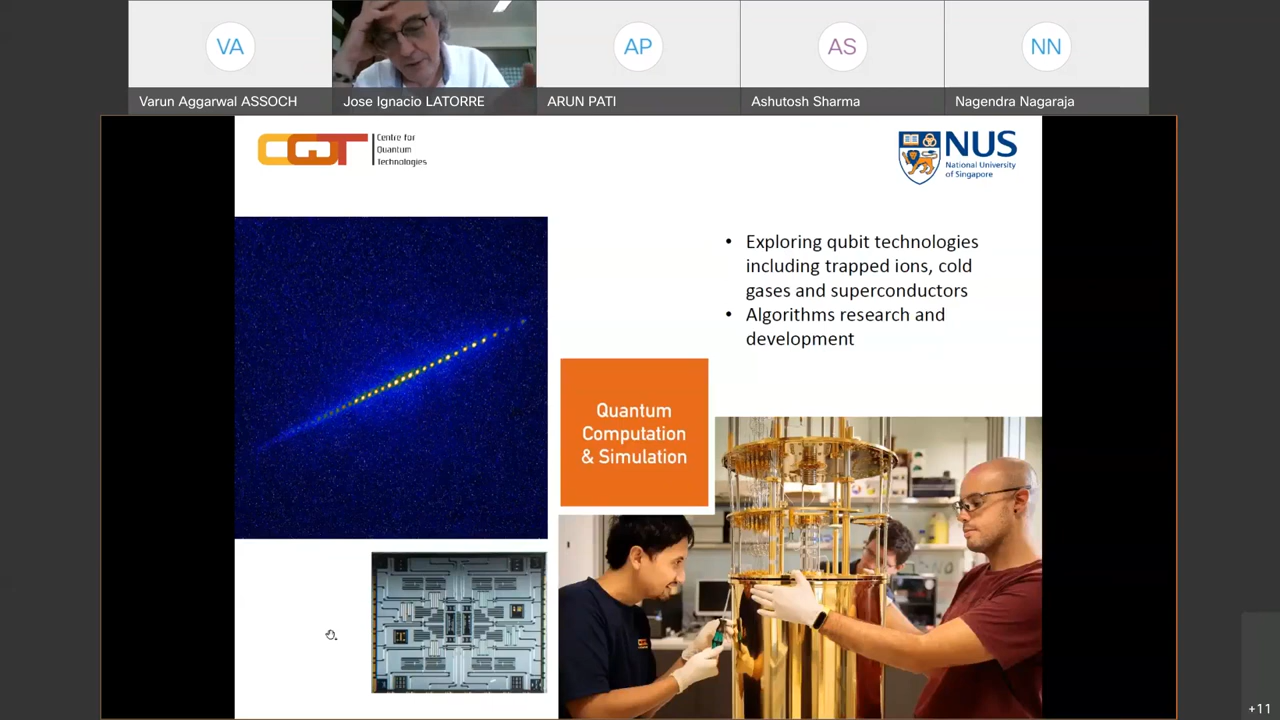 VA
AP
AS
NN
Varun Aggarwal ASSOCH
Jose Ignacio LATORRE
ARUN PATI
Ashutosh Sharma
Nagendra Nagaraja
CQT
Centre for
Quantum
Technologies
NUS
National University
of Singapore
• Exploring qubit technologies
including trapped ions, cold
gases and superconductors
• Algorithms research and
development
Quantum
Computation
& Simulation
+11